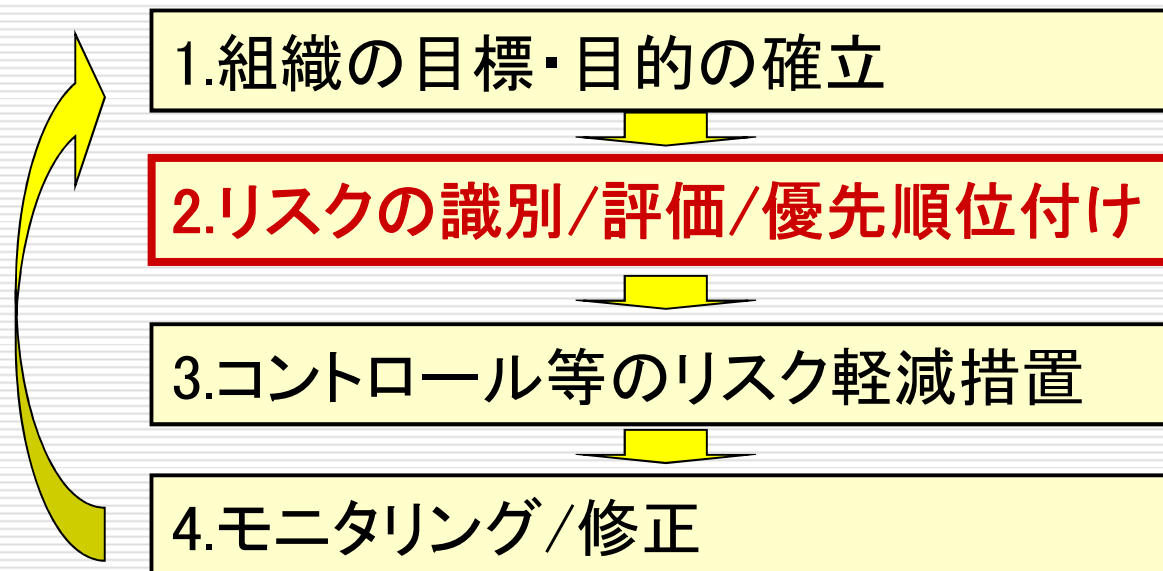 1.組織の目標・目的の確立
2.リスクの識別/評価/優先順位付け
3.コントロール等のリスク軽減措置
4.モニタリング/修正